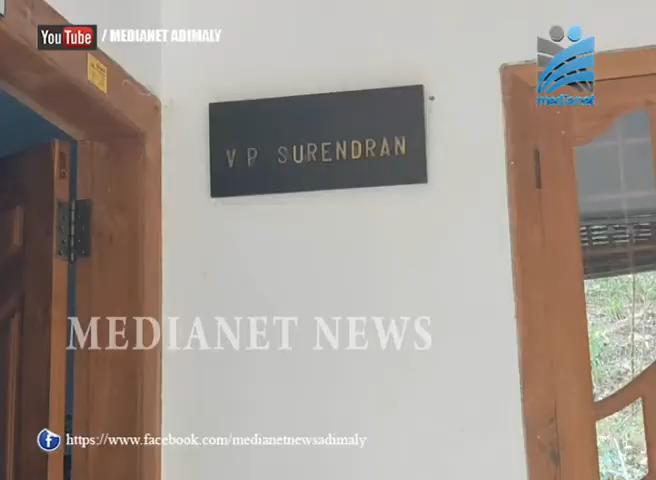 YouTube / MEDIANET ADIMALY
mediAnet
V P SURENDRAN
MEDIANET NEWS
https://www.facebook.com/medianetnewsadimaly